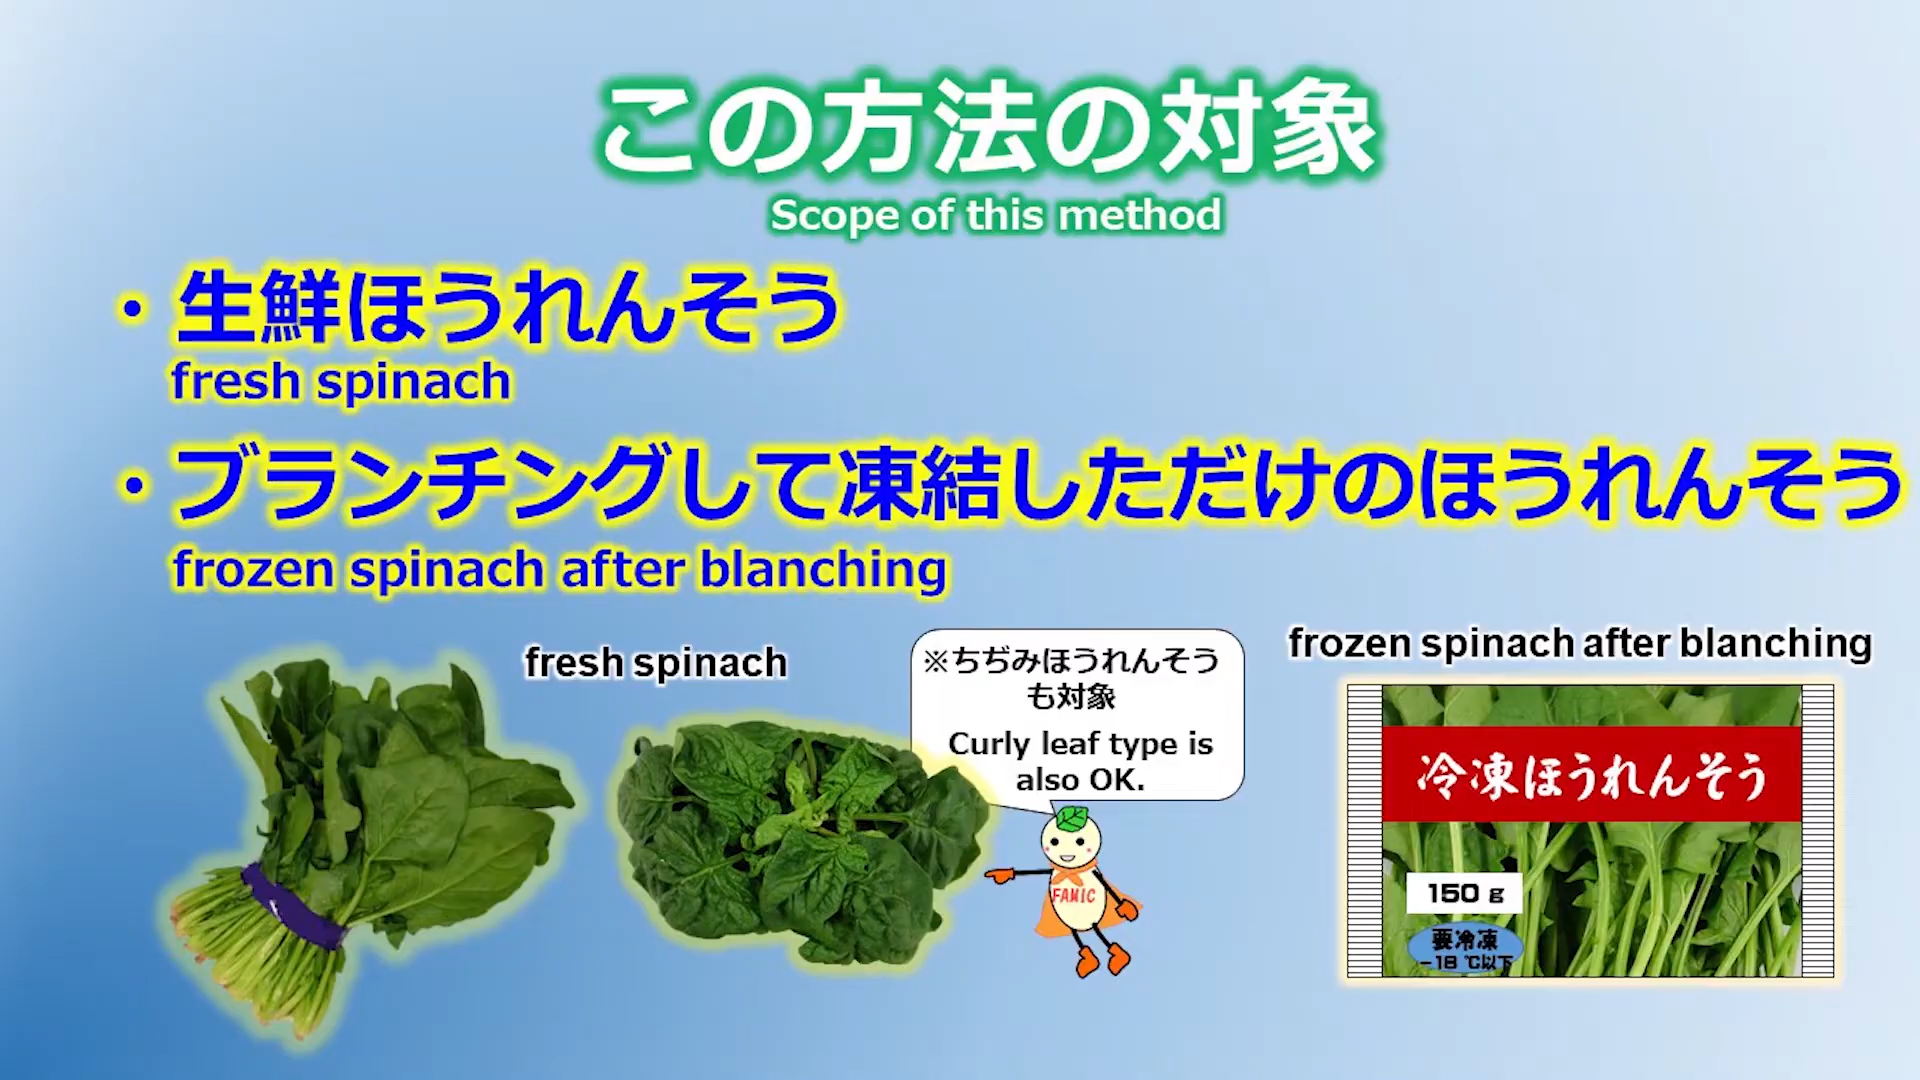 この方法の対象
Scope of this method
・生鮮ほうれんそう
fresh spinach
・ブランチングして凍結しただけのほうれんそう
frozen spinach after blanching
fresh spinach
※ちぢみほうれんそう
も対象
Curly leaf type is
also OK.
FAMIC
frozen spinach after blanching
冷凍ほうれんそう
150 g
要冷凍
-18 ℃以下